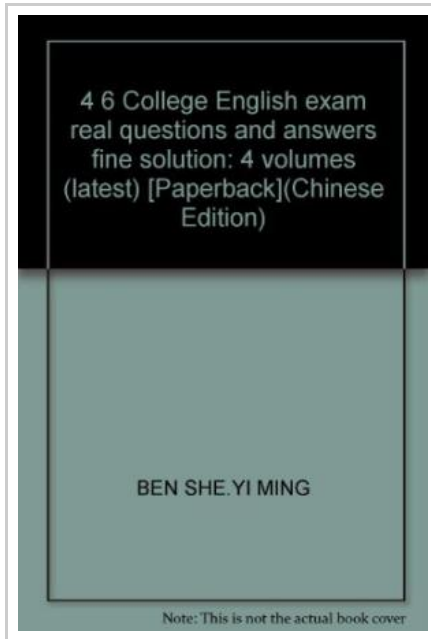 4 6 College English exam
real questions and answers
fine solution: 4 volumes
(latest) [Paperback](Chinese
Edition)
BEN SHE.YI MING
Note: This is not the actual book cover